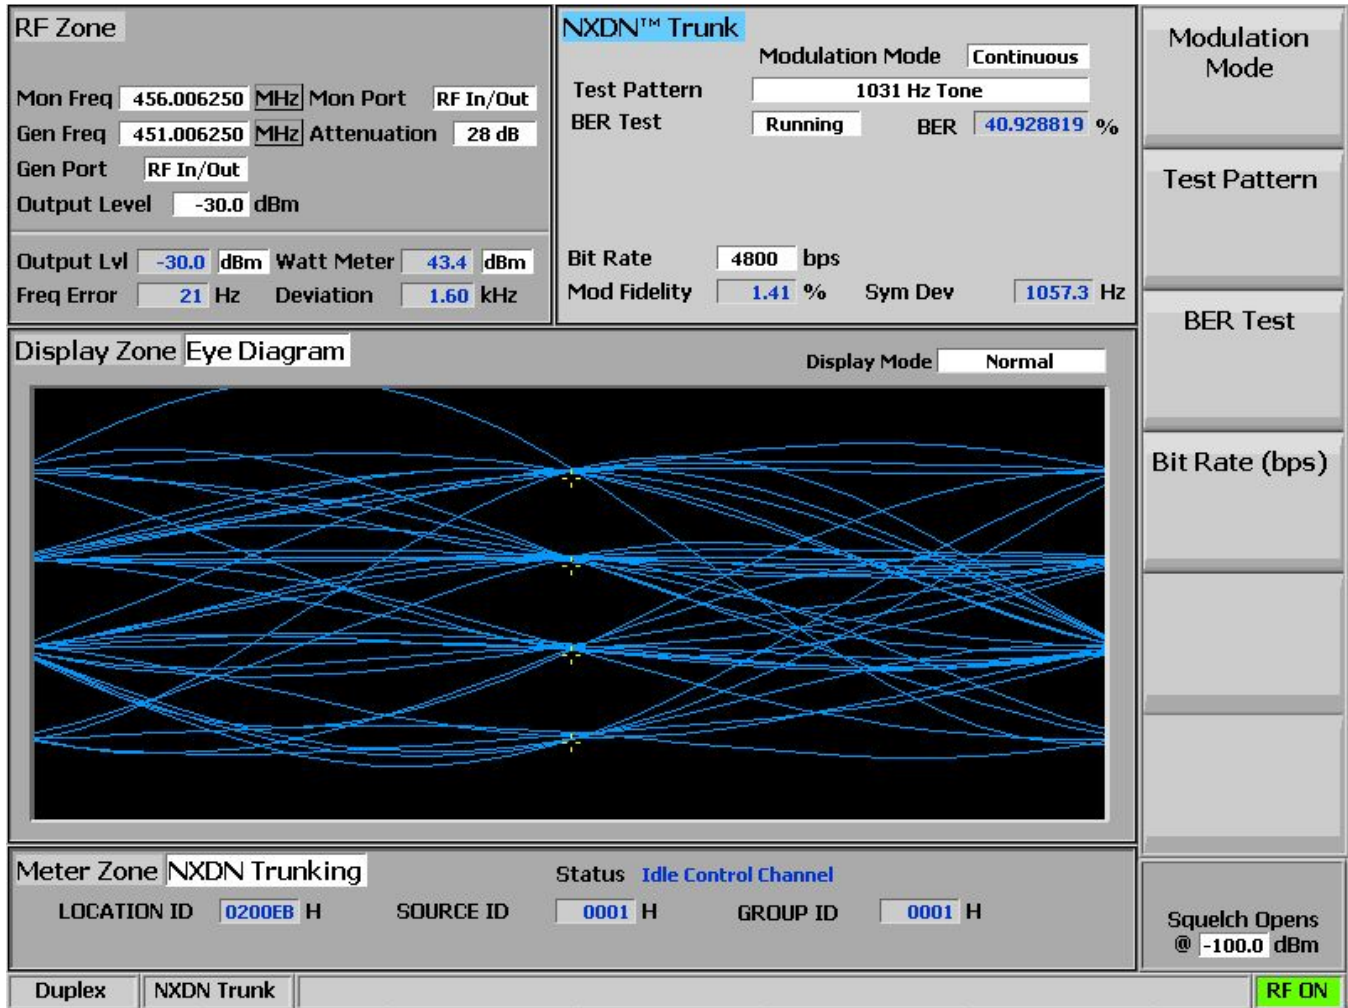 RF Zone
Mon Freq 456.006250 MHz Mon Port RF In/Out
Gen Freq 451.006250 MHz Attenuation 28 dB
Gen Port RF In/Out
Output Level -30.0 dBm
Output Lvl -30.0 dBm Watt Meter 43.4 dBm
Freq Error 21 Hz Deviation 1.60 kHz
NXDN™ Trunk
Modulation Mode Continuous
Test Pattern 1031 Hz Tone
BER Test Running BER 40.928819 %
Bit Rate 4800 bps
Mod Fidelity 1.41 % Sym Dev 1057.3 Hz
Display Zone Eye Diagram
Display Mode Normal
Meter Zone NXDN Trunking
Status Idle Control Channel
LOCATION ID 0200EB H SOURCE ID 0001 H GROUP ID 0001 H
Modulation
Mode
Test Pattern
BER Test
Bit Rate (bps)
Squelch Opens
@ -100.0 dBm
Duplex NXDN Trunk RF ON